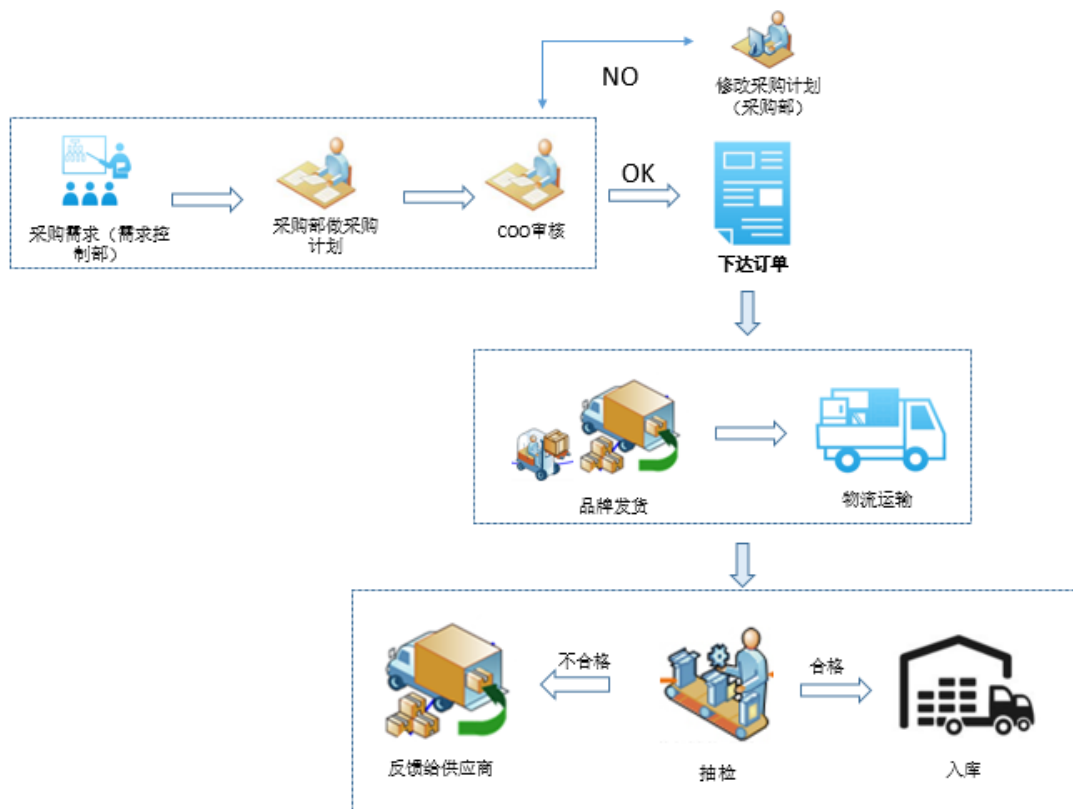 NO
修改采购计划
（采购部）
采购需求（需求控
制部）
采购部做采购
计划
COO审核
OK
下达订单
品牌发货
物流运输
不合格
合格
反馈给供应商
抽检
入库